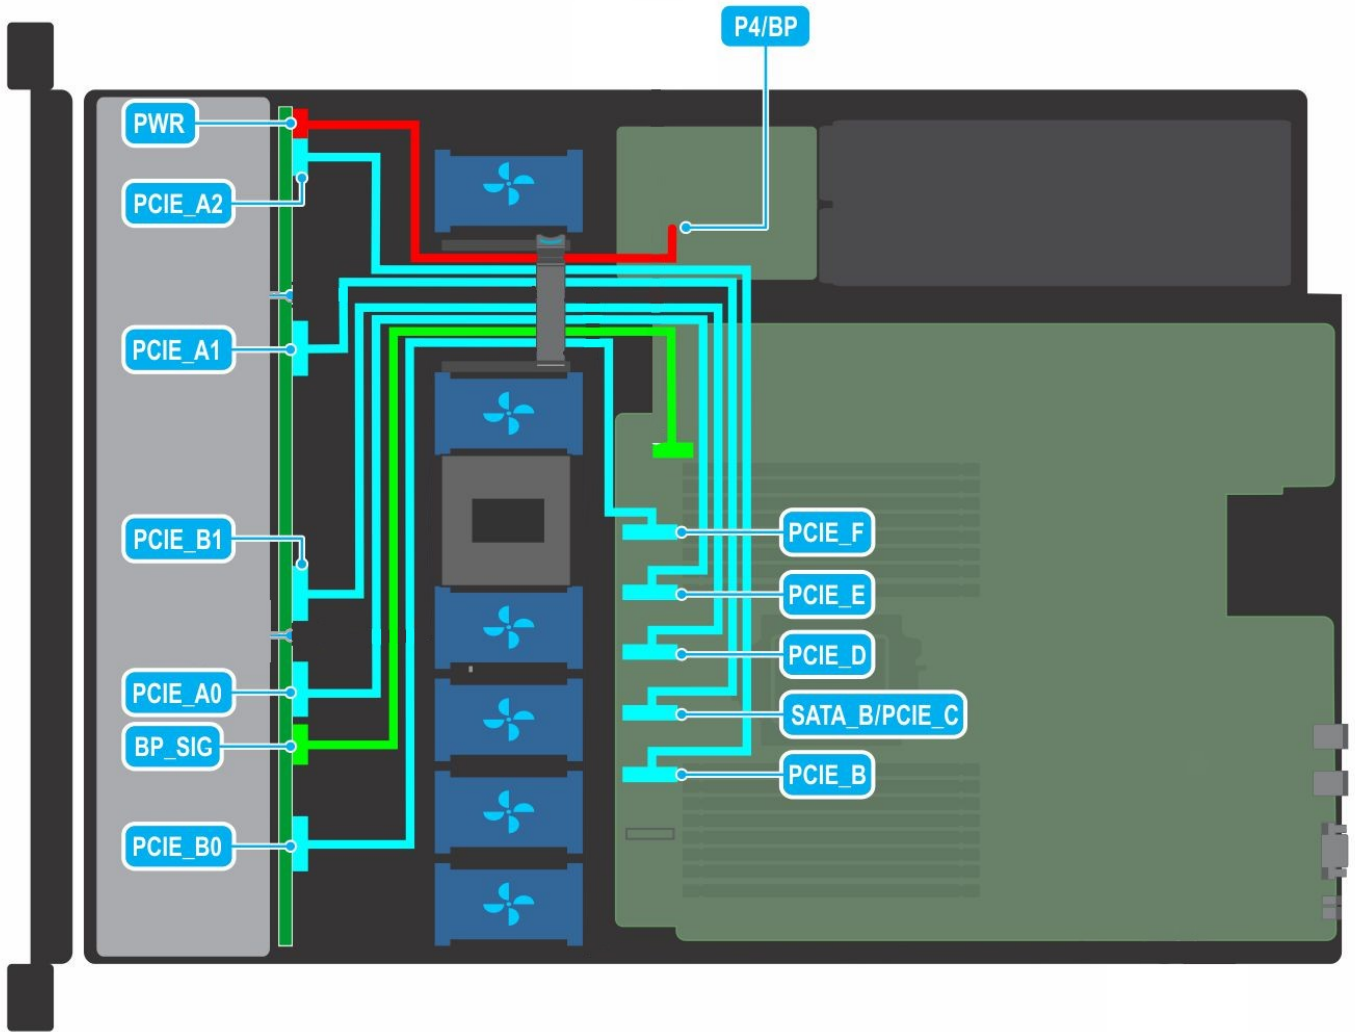 P4/BP
PWR
PCIE_A2
PCIE_A1
PCIE_B1
PCIE_A0
BP_SIG
PCIE_B0
PCIE_F
PCIE_E
PCIE_D
SATA_B/PCIE_C
PCIE_B